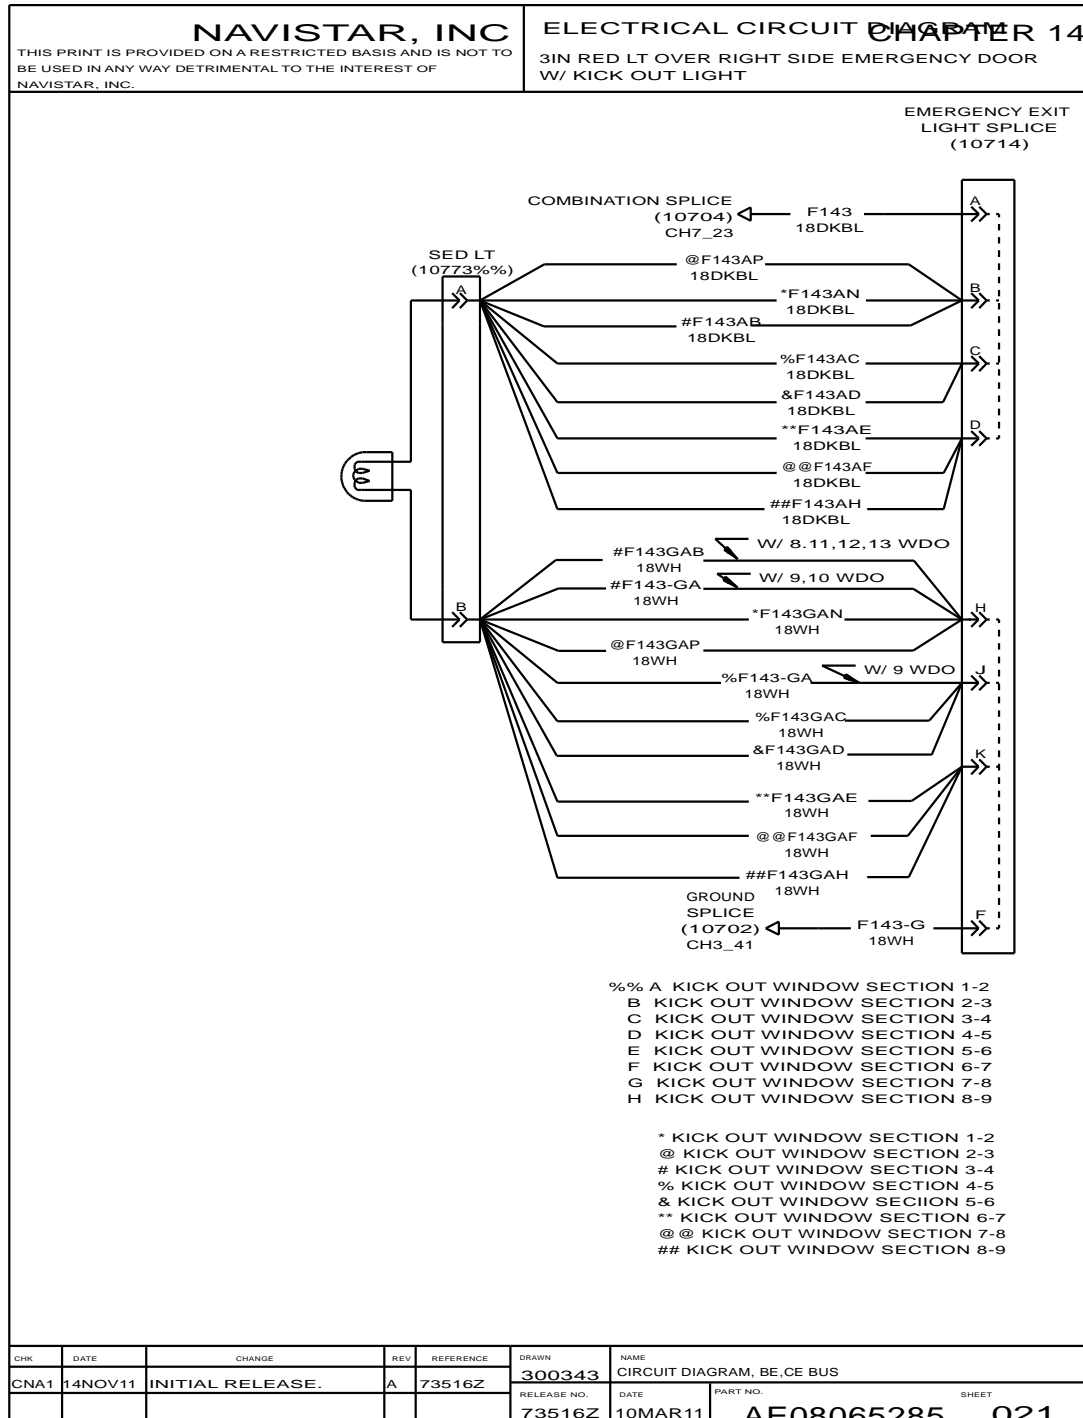 NAVISTAR, INC
THIS PRINT IS PROVIDED ON A RESTRICTED BASIS AND IS NOT TO
BE USED IN ANY WAY DETRIMENTAL TO THE INTEREST OF
NAVISTAR, INC.
ELECTRICAL CIRCUIT DIAGRAM
CHAPTER 14
3IN RED LT OVER RIGHT SIDE EMERGENCY DOOR
W/ KICK OUT LIGHT
EMERGENCY EXIT
LIGHT SPLICE
(10714)
COMBINATION SPLICE
(10704)
CH7_23
F143
18DKBL
A
SED LT
(10773%%)
A
@F143AP
18DKBL
*F143AN
18DKBL
B
#F143AB
18DKBL
%F143AC
18DKBL
C
&F143AD
18DKBL
**F143AE
18DKBL
D
@@F143AF
18DKBL
##F143AH
18DKBL
#F143GAB
18WH
W/ 8.11,12,13 WDO
#F143-GA
18WH
W/ 9,10 WDO
B
*F143GAN
18WH
H
@F143GAP
18WH
%F143-GA
18WH
W/ 9 WDO
J
%F143GAC
18WH
&F143GAD
18WH
K
**F143GAE
18WH
@@F143GAF
18WH
##F143GAH
18WH
GROUND
SPLICE
(10702)
CH3_41
F143-G
18WH
F
%% A KICK OUT WINDOW SECTION 1-2
B KICK OUT WINDOW SECTION 2-3
C KICK OUT WINDOW SECTION 3-4
D KICK OUT WINDOW SECTION 4-5
E KICK OUT WINDOW SECTION 5-6
F KICK OUT WINDOW SECTION 6-7
G KICK OUT WINDOW SECTION 7-8
H KICK OUT WINDOW SECTION 8-9
* KICK OUT WINDOW SECTION 1-2
@ KICK OUT WINDOW SECTION 2-3
# KICK OUT WINDOW SECTION 3-4
% KICK OUT WINDOW SECTION 4-5
& KICK OUT WINDOW SECIION 5-6
** KICK OUT WINDOW SECTION 6-7
@@ KICK OUT WINDOW SECTION 7-8
## KICK OUT WINDOW SECTION 8-9
CHK DATE CHANGE REV REFERENCE
CNA1 14NOV11 INITIAL RELEASE. A 73516Z
DRAWN
300343
NAME
CIRCUIT DIAGRAM, BE,CE BUS
RELEASE NO.
73516Z
DATE
10MAR11
PART NO.
AE08065285
SHEET
021